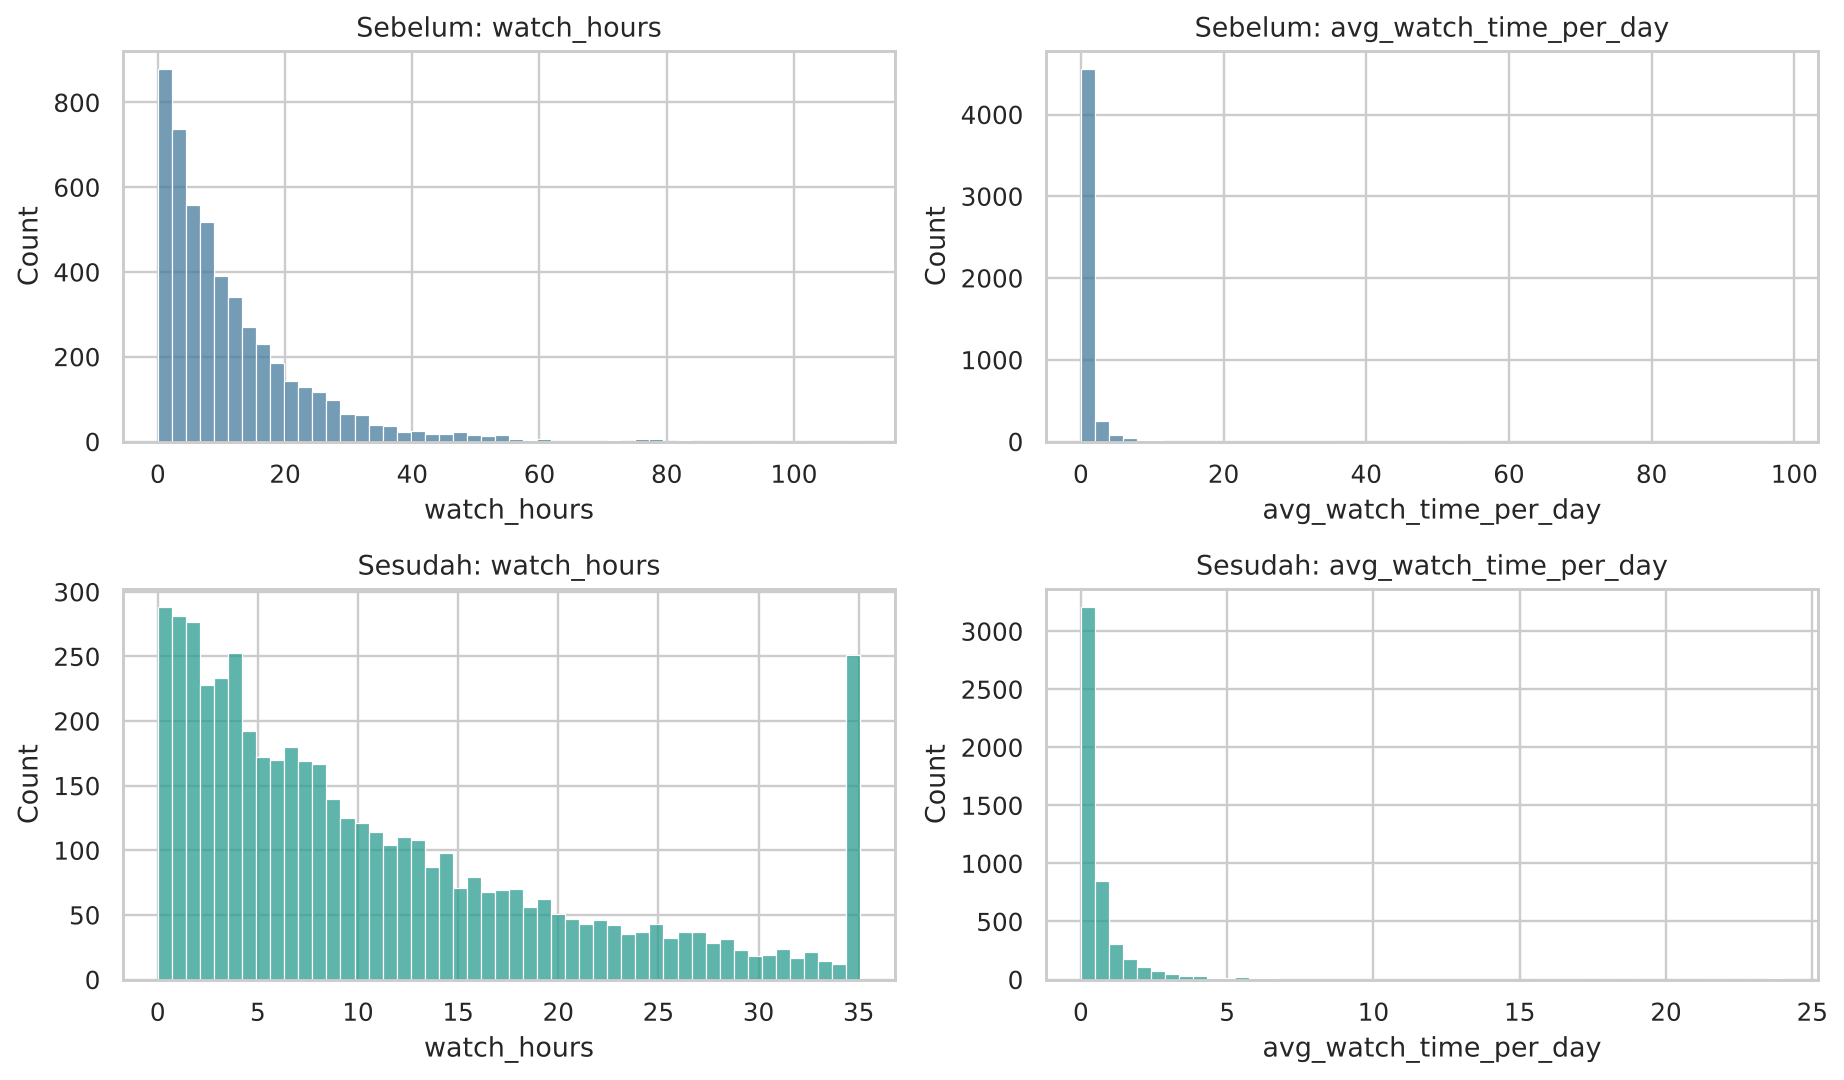 Sebelum: watch_hours
Count
800
600
400
200
0
0 20 40 60 80 100
watch_hours
Sebelum: avg_watch_time_per_day
Count
4000
3000
2000
1000
0
0 20 40 60 80 100
avg_watch_time_per_day
Sesudah: watch_hours
Count
300
250
200
150
100
50
0
0 5 10 15 20 25 30 35
watch_hours
Sesudah: avg_watch_time_per_day
Count
3000
2500
2000
1500
1000
500
0
0 5 10 15 20 25
avg_watch_time_per_day